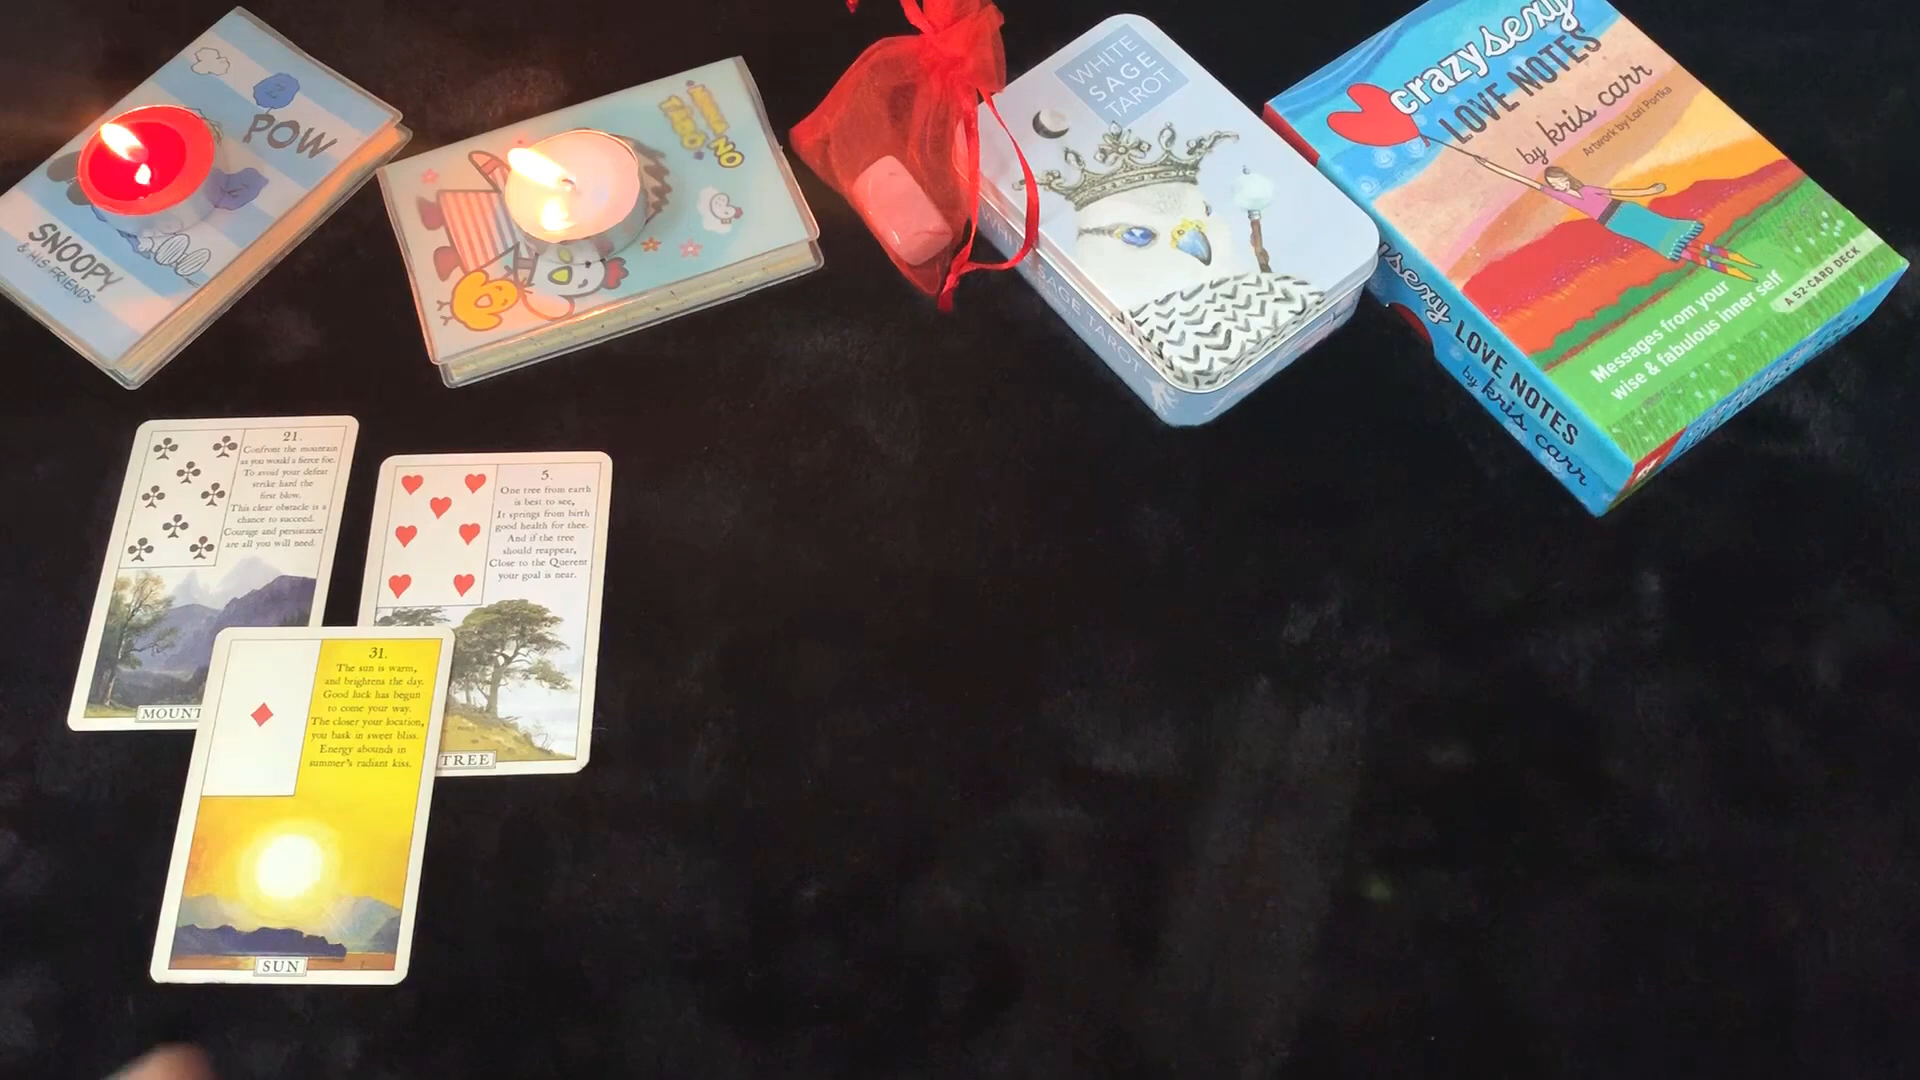 POW
SNOOPY
& HIS FRIENDS
WHITE
SAGE
TAROT
SAGE TAROT
crazy sexy
LOVE NOTES
by kris carr
Artwork by Lori Portka
Messages from your
wise & fabulous inner self
A 52-CARD DECK
sexy LOVE NOTES
by kris carr
21.
Confront the mountain
as you would a fierce foe.
To avoid your defeat
strike hard the
first blow.
This clear obstacle is a
chance to succeed.
Courage and persistance
are all you will need.
MOUNT
5.
One tree from earth
is best to see,
It springs from birth
good health for thee.
And if the tree
should reappear,
Close to the Querent
your goal is near.
TREE
31.
The sun is warm,
and brightens the day.
Good luck has begun
to come your way.
The closer your location,
you bask in sweet bliss.
Energy abounds in
summer's radiant kiss.
SUN